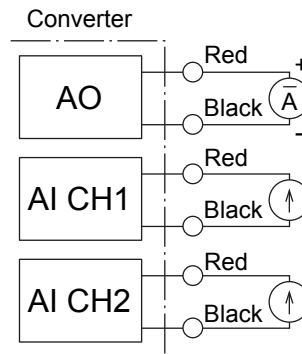 Converter
AO
Red
+
A
Black
−
AI CH1
Red
Black
AI CH2
Red
Black